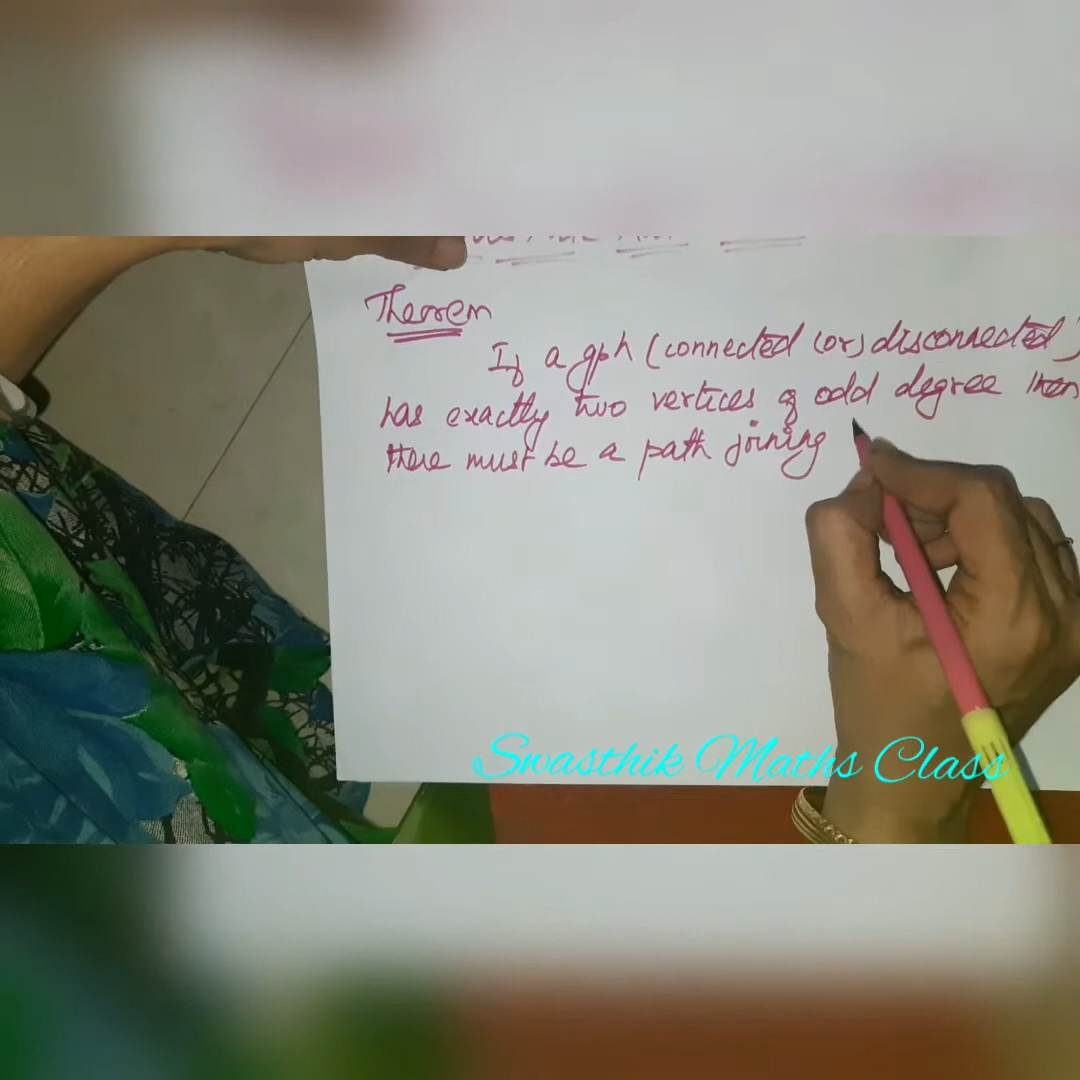 Theorem
If a gph (connected (or) disconnected)
has exactly two vertices of odd degree then
there must be a path joining
Swasthik Maths Class